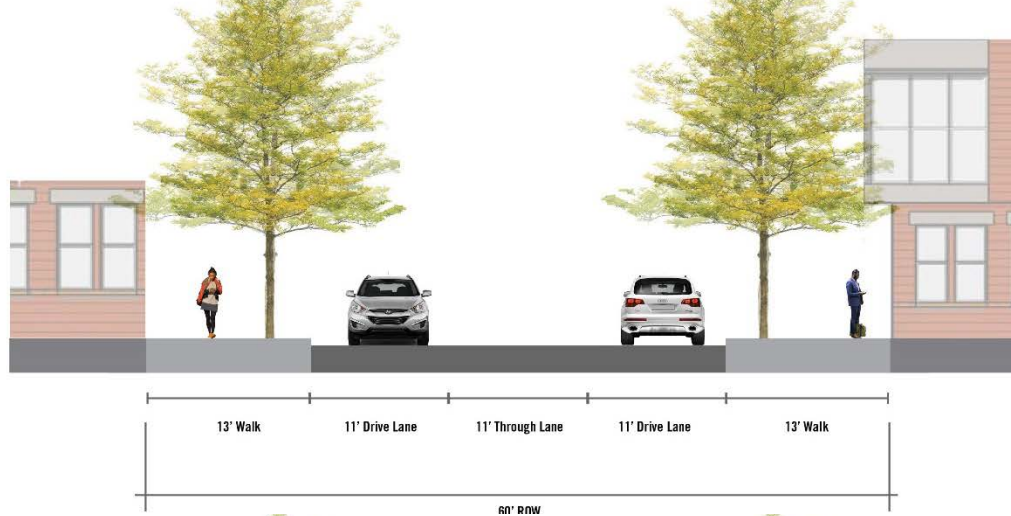 13' Walk
11' Drive Lane
11' Through Lane
11' Drive Lane
13' Walk
60' ROW